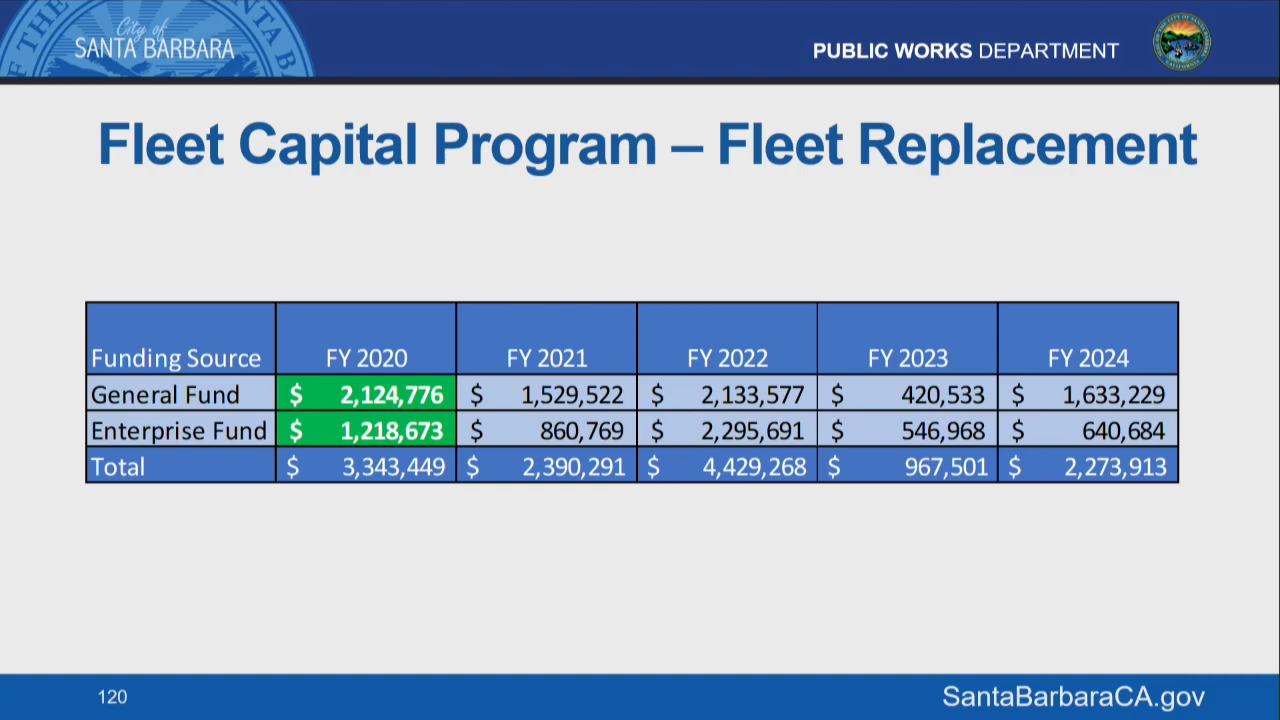 City of
SANTA BARBARA
PUBLIC WORKS DEPARTMENT
Fleet Capital Program – Fleet Replacement
Funding Source FY 2020 FY 2021 FY 2022 FY 2023 FY 2024
General Fund $ 2,124,776 $ 1,529,522 $ 2,133,577 $ 420,533 $ 1,633,229
Enterprise Fund $ 1,218,673 $ 860,769 $ 2,295,691 $ 546,968 $ 640,684
Total $ 3,343,449 $ 2,390,291 $ 4,429,268 $ 967,501 $ 2,273,913
120
SantaBarbaraCA.gov